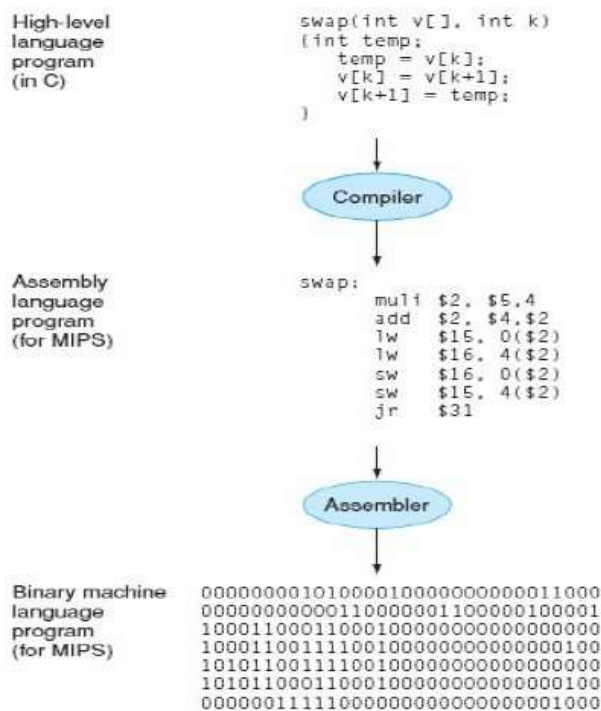 High-level
language
program
(in C)
swap(int v[], int k)
{int temp;
temp = v[k];
v[k] = v[k+1];
v[k+1] = temp;
}
Compiler
Assembly
language
program
(for MIPS)
swap:
muli $2, $5,4
add $2, $4,$2
lw $15, 0($2)
lw $16, 4($2)
sw $16, 0($2)
sw $15, 4($2)
jr $31
Assembler
Binary machine
language
program
(for MIPS)
00000000101000010000000000011000
00000000000110000001100000100001
10001100011000100000000000000000
10001100111100100000000000000100
10101100111100100000000000000000
10101100011000100000000000000100
00000011111000000000000000001000